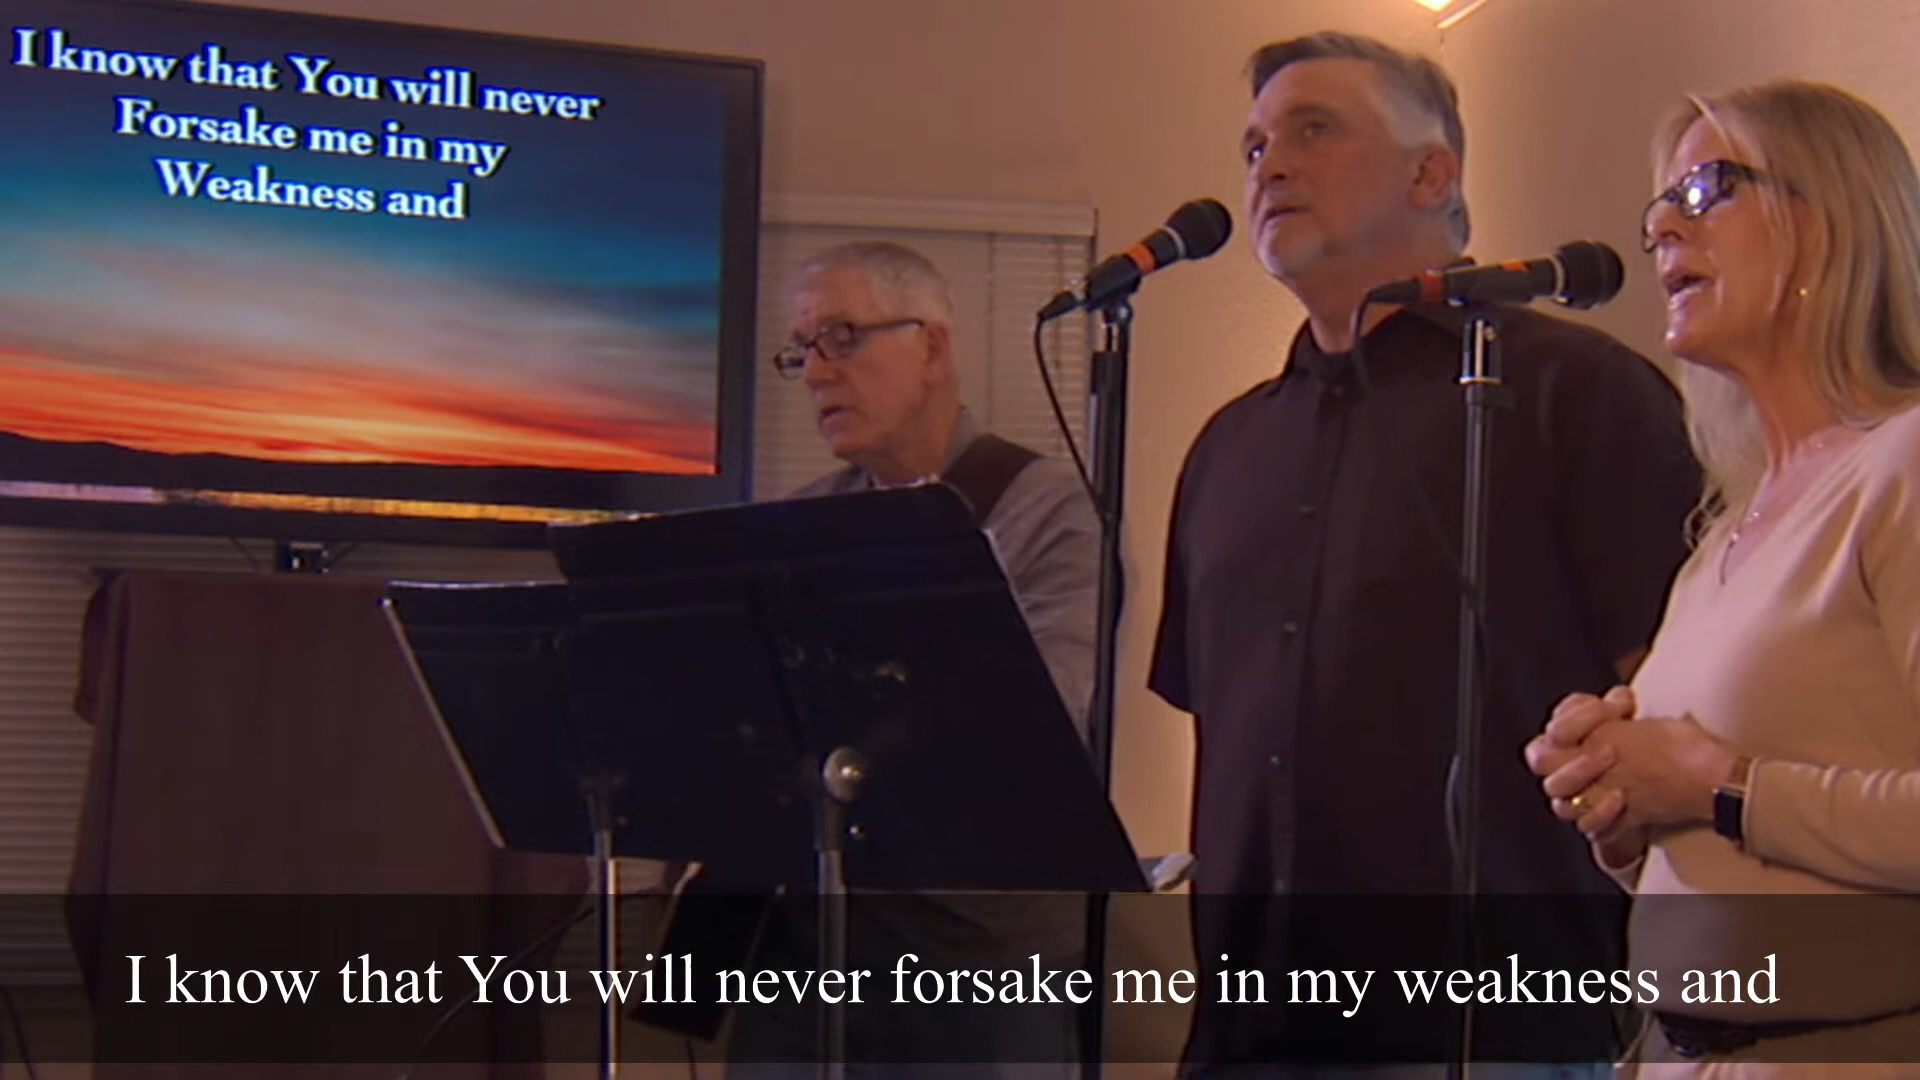 I know that You will never
Forsake me in my
Weakness and
I know that You will never forsake me in my weakness and